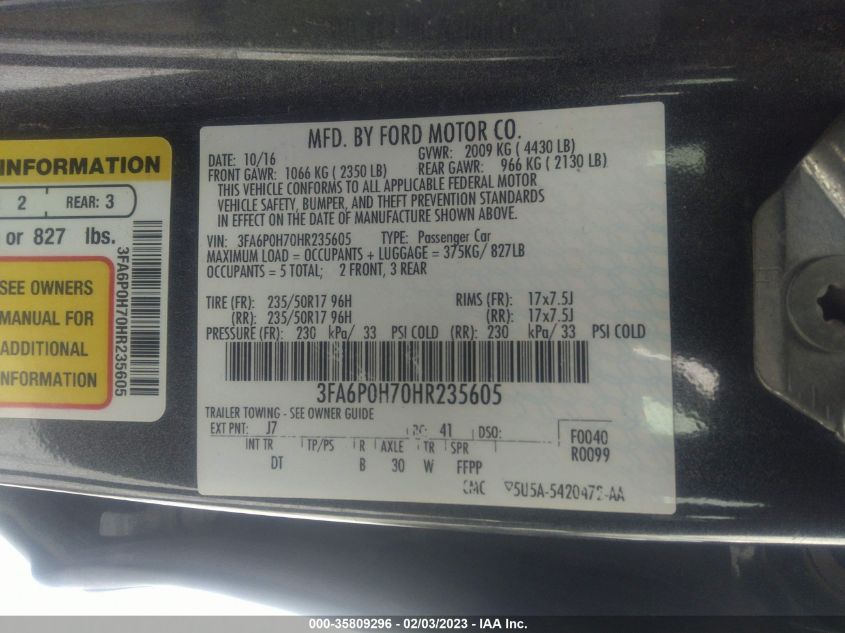 INFORMATION
2 REAR: 3
or 827 lbs.
SEE OWNERS
MANUAL FOR
ADDITIONAL
INFORMATION
3FA6P0H70HR235605
MFD. BY FORD MOTOR CO.
DATE: 10/16 GVWR: 2009 KG ( 4430 LB)
FRONT GAWR: 1066 KG ( 2350 LB) REAR GAWR: 966 KG ( 2130 LB)
THIS VEHICLE CONFORMS TO ALL APPLICABLE FEDERAL MOTOR
VEHICLE SAFETY, BUMPER, AND THEFT PREVENTION STANDARDS
IN EFFECT ON THE DATE OF MANUFACTURE SHOWN ABOVE.
VIN: 3FA6P0H70HR235605 TYPE: Passenger Car
MAXIMUM LOAD = OCCUPANTS + LUGGAGE = 375KG/ 827LB
OCCUPANTS = 5 TOTAL; 2 FRONT, 3 REAR
TIRE (FR): 235/50R17 96H RIMS (FR): 17x7.5J
(RR): 235/50R17 96H (RR): 17x7.5J
PRESSURE (FR): 230 kPa/ 33 PSI COLD (RR): 230 kPa/ 33 PSI COLD
3FA6P0H70HR235605
TRAILER TOWING - SEE OWNER GUIDE
EXT PNT: J7 RC: 41 DSO: F0040
INT TR TP/PS R AXLE TR SPR R0099
DT B 30 W FFPP
CMC ▽5U5A-5420472-AA
000-35809296 - 02/03/2023 - IAA Inc.